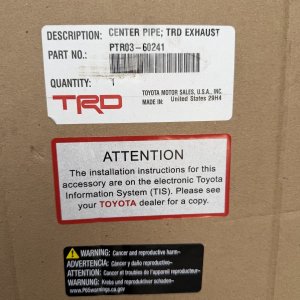 DESCRIPTION: CENTER PIPE; TRD EXHAUST
PART NO.: PTR03-60241
QUANTITY: 1
TOYOTA MOTOR SALES, U.S.A., INC.
TRD MADE IN: United States 29H4
ATTENTION
The installation instructions for this
accessory are on the electronic Toyota
Information System (TIS). Please see
your TOYOTA dealer for a copy.
WARNING: Cancer and reproductive harm-
ADVERTENCIA: Cáncer y daño reproductivo-
ATTENTION: Cancer et troubles de l'appareil reproducteur-
WARNUNG: Krebs und reproduktiver schäden-
www.P65warnings.ca.gov